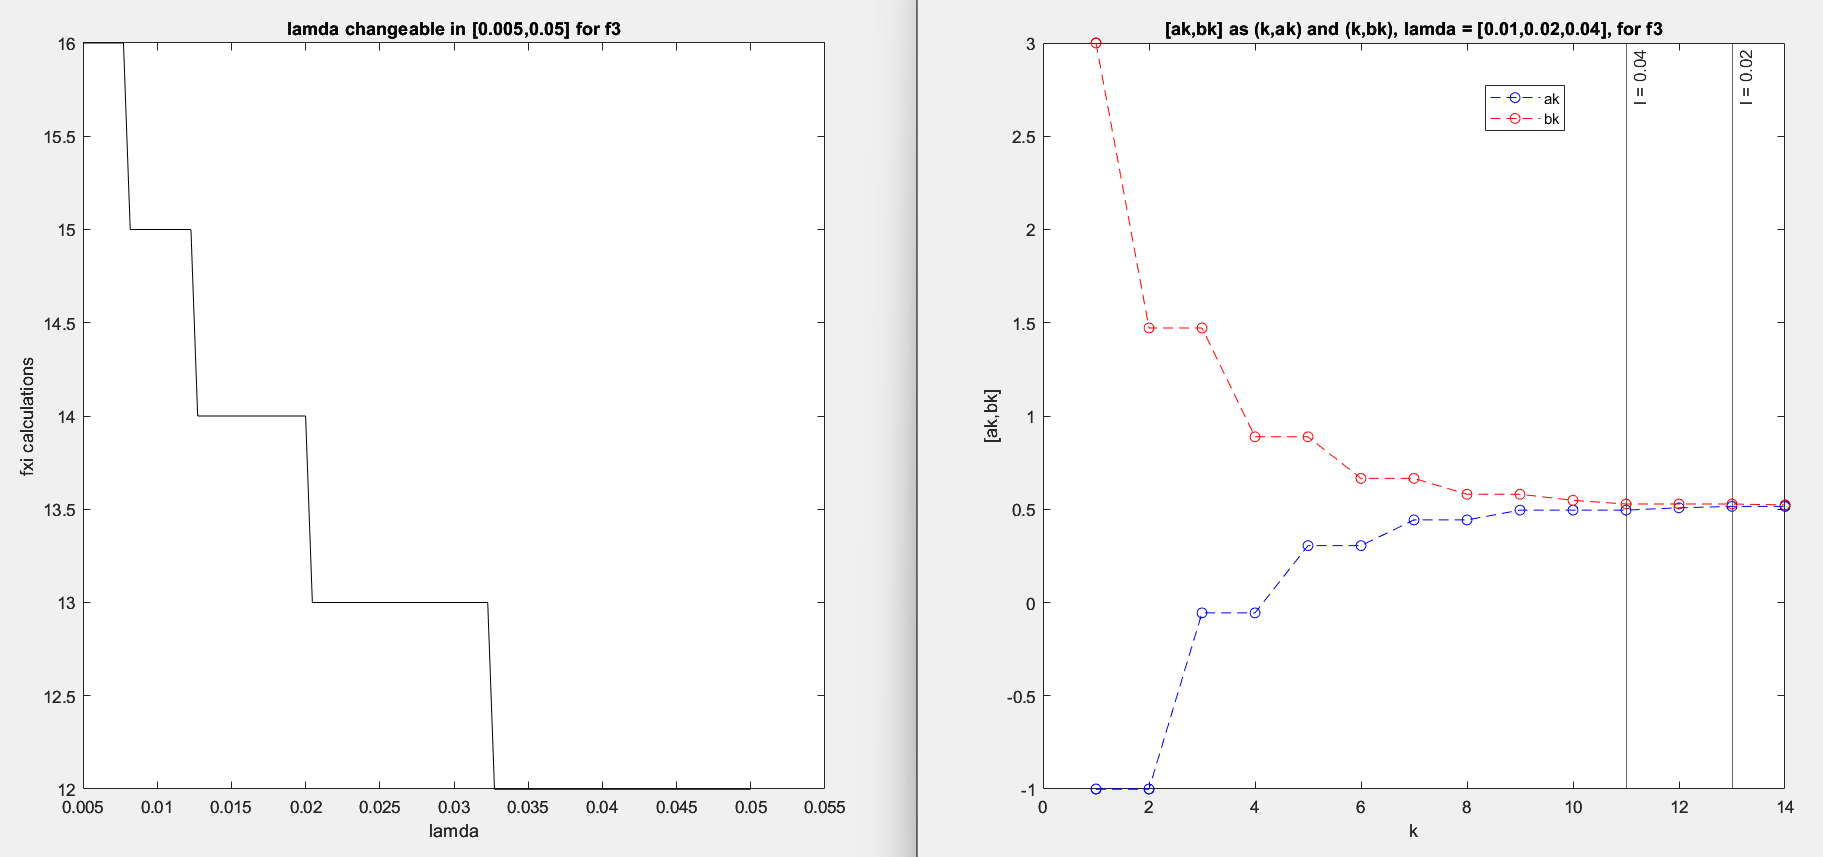 lamda changeable in [0.005,0.05] for f3
16
15.5
15
14.5
14
13.5
13
12.5
12
fxi calculations
0.005 0.01 0.015 0.02 0.025 0.03 0.035 0.04 0.045 0.05 0.055
lamda
[ak,bk] as (k,ak) and (k,bk), lamda = [0.01,0.02,0.04], for f3
3
2.5
2
1.5
1
0.5
0
-0.5
-1
[ak,bk]
ak
bk
l = 0.04
l = 0.02
0 2 4 6 8 10 12 14
k